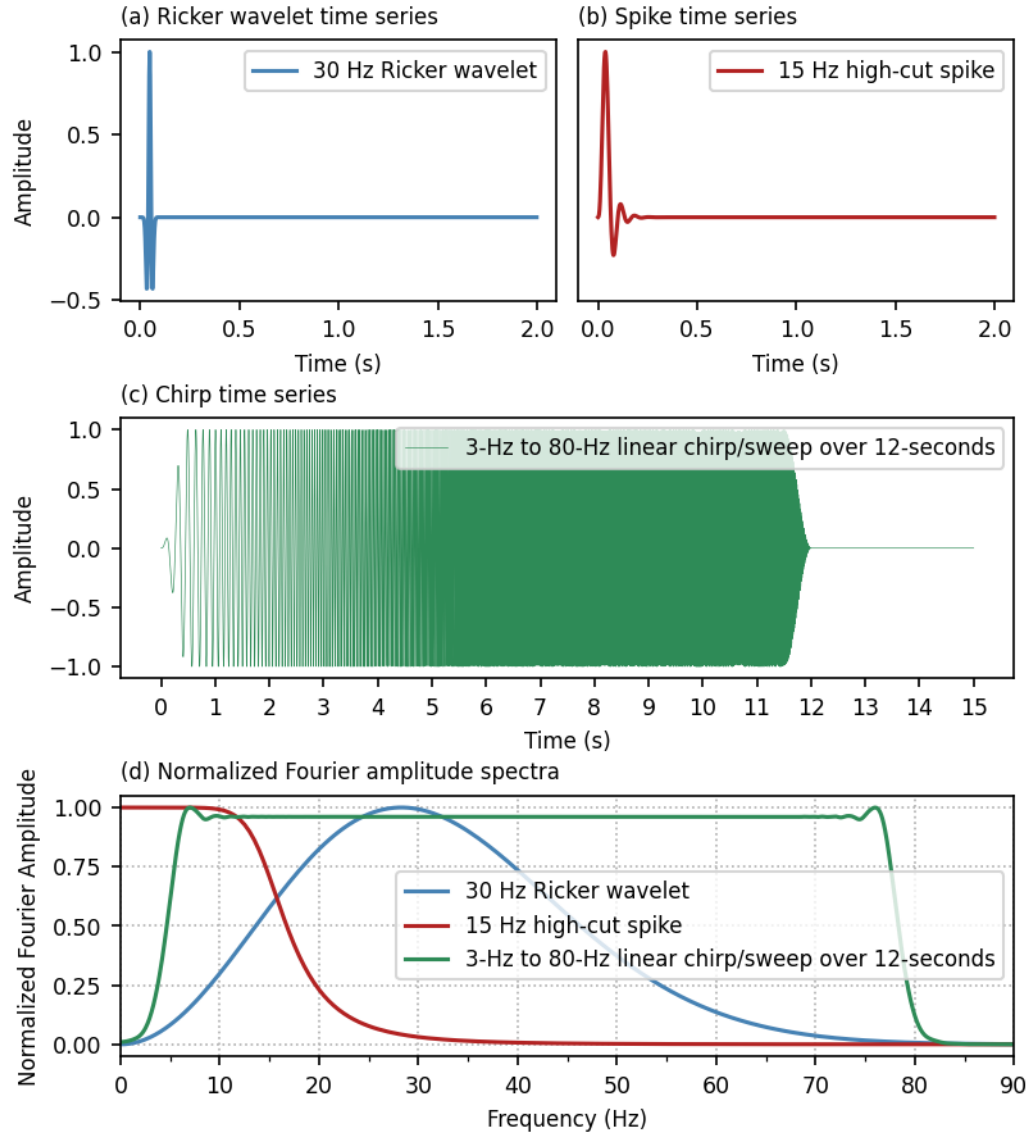 (a) Ricker wavelet time series
(b) Spike time series
1.0
0.5
0.0
−0.5
Amplitude
30 Hz Ricker wavelet
15 Hz high-cut spike
0.0 0.5 1.0 1.5 2.0
0.0 0.5 1.0 1.5 2.0
Time (s)
Time (s)
(c) Chirp time series
1.0
0.5
0.0
−0.5
−1.0
Amplitude
3-Hz to 80-Hz linear chirp/sweep over 12-seconds
0 1 2 3 4 5 6 7 8 9 10 11 12 13 14 15
Time (s)
(d) Normalized Fourier amplitude spectra
1.00
0.75
0.50
0.25
0.00
Normalized Fourier Amplitude
30 Hz Ricker wavelet
15 Hz high-cut spike
3-Hz to 80-Hz linear chirp/sweep over 12-seconds
0 10 20 30 40 50 60 70 80 90
Frequency (Hz)